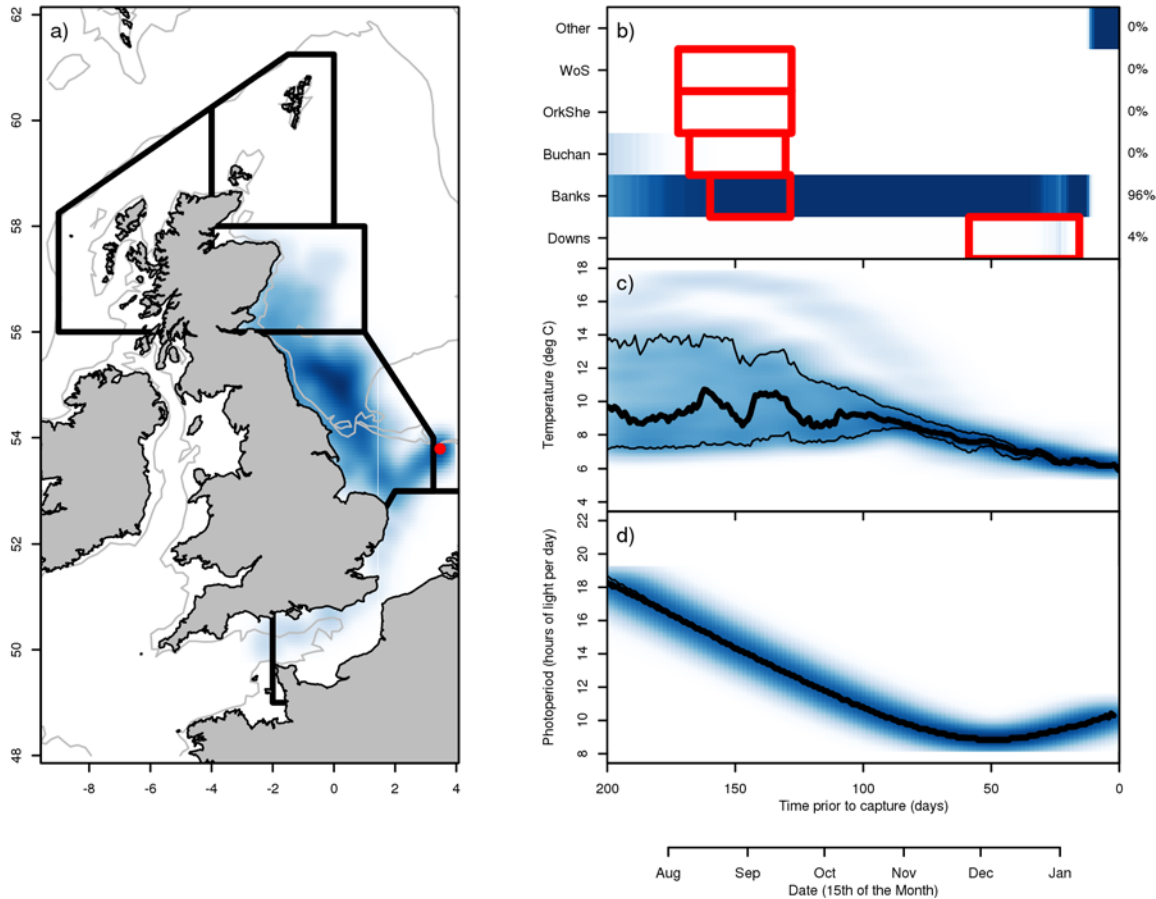 a)
62
60
58
56
54
52
50
48
-8
-6
-4
-2
0
2
4
b)
Other
WoS
OrkShe
Buchan
Banks
Downs
0%
0%
0%
0%
96%
4%
c)
Temperature (deg C)
18
16
14
12
10
8
6
4
d)
Photoperiod (hours of light per day)
22
20
18
16
14
12
10
8
200
150
100
50
0
Time prior to capture (days)
Aug
Sep
Oct
Nov
Dec
Jan
Date (15th of the Month)